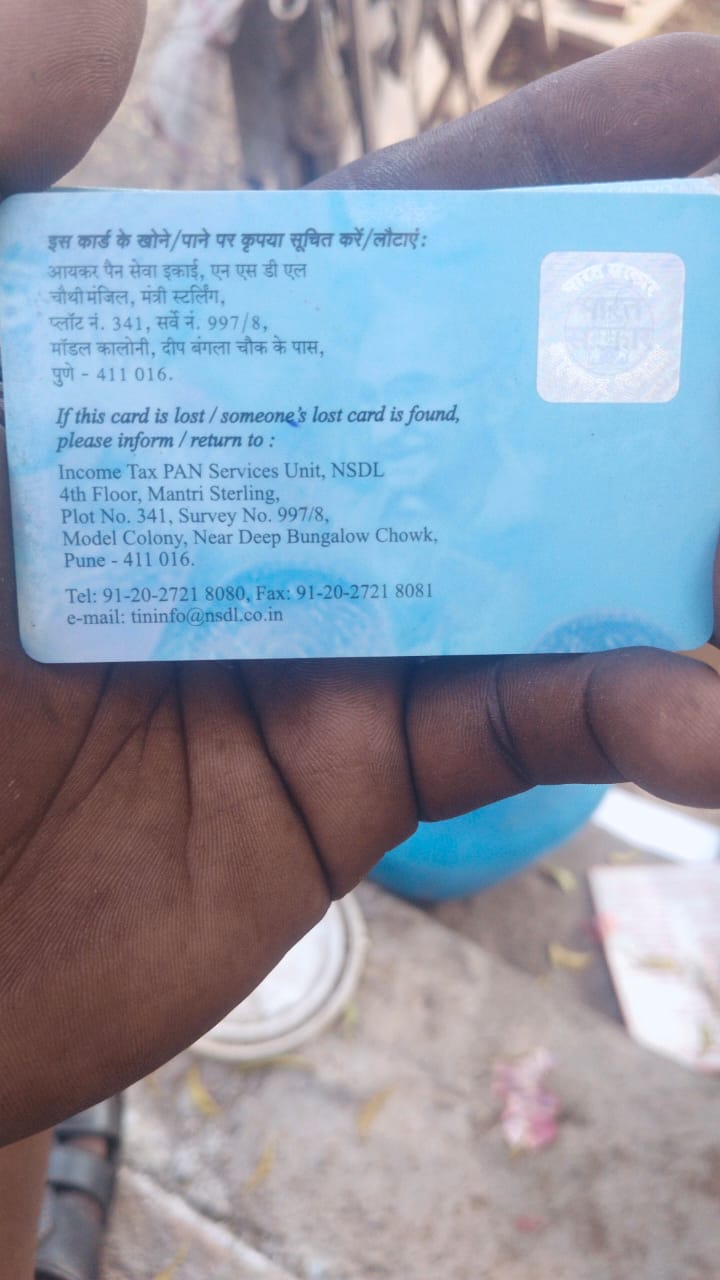 इस कार्ड के खोने/पाने पर कृपया सूचित करें/लौटाएं:
आयकर पैन सेवा इकाई, एन एस डी एल
चौथी मंजिल, मंत्री स्टर्लिंग,
प्लॉट नं. 341, सर्वे नं. 997/8,
मॉडल कालोनी, दीप बंगला चौक के पास,
पुणे - 411 016.
If this card is lost / someone's lost card is found,
please inform / return to :
Income Tax PAN Services Unit, NSDL
4th Floor, Mantri Sterling,
Plot No. 341, Survey No. 997/8,
Model Colony, Near Deep Bungalow Chowk,
Pune - 411 016.
Tel: 91-20-2721 8080, Fax: 91-20-2721 8081
e-mail: tininfo@nsdl.co.in
भारत सरकार